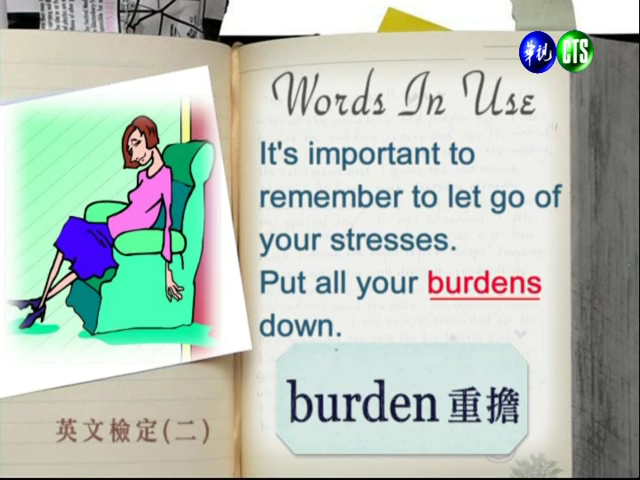 華視 CTS
Words In Use
It's important to
remember to let go of
your stresses.
Put all your burdens
down.
burden 重擔
英文檢定(二)